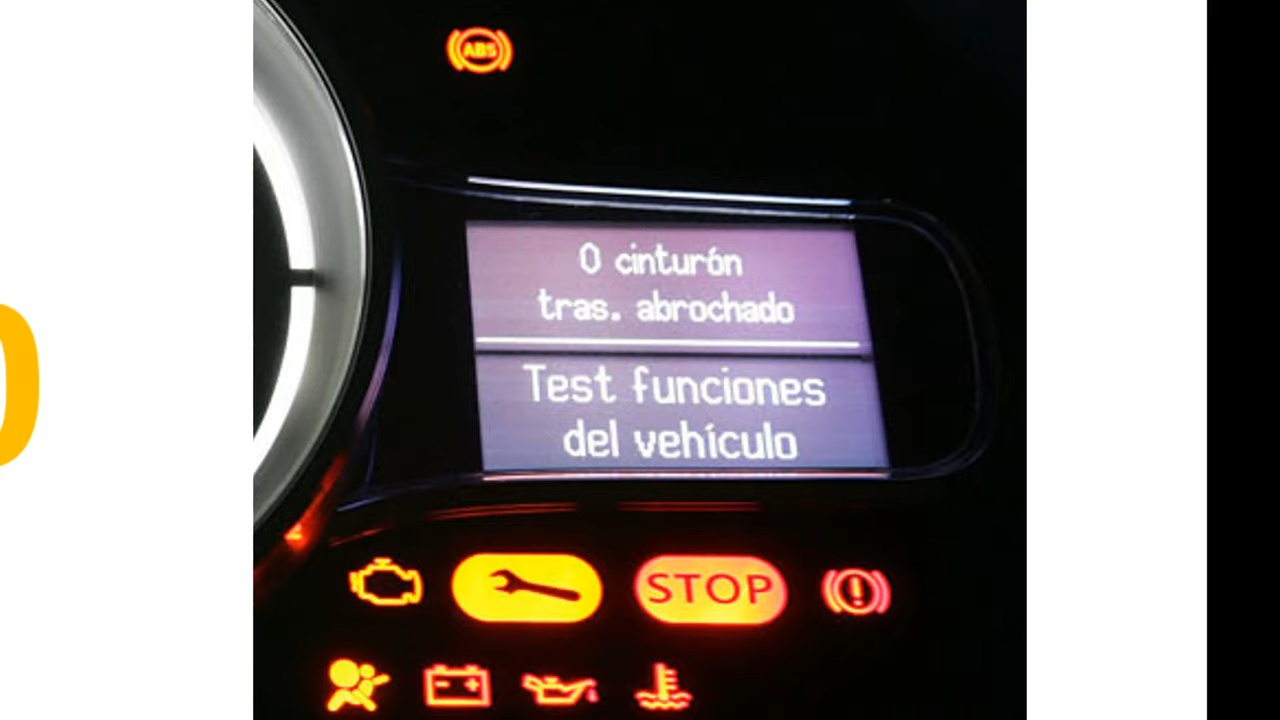 ABS
0 cinturón
tras. abrochado
Test funciones
del vehículo
STOP